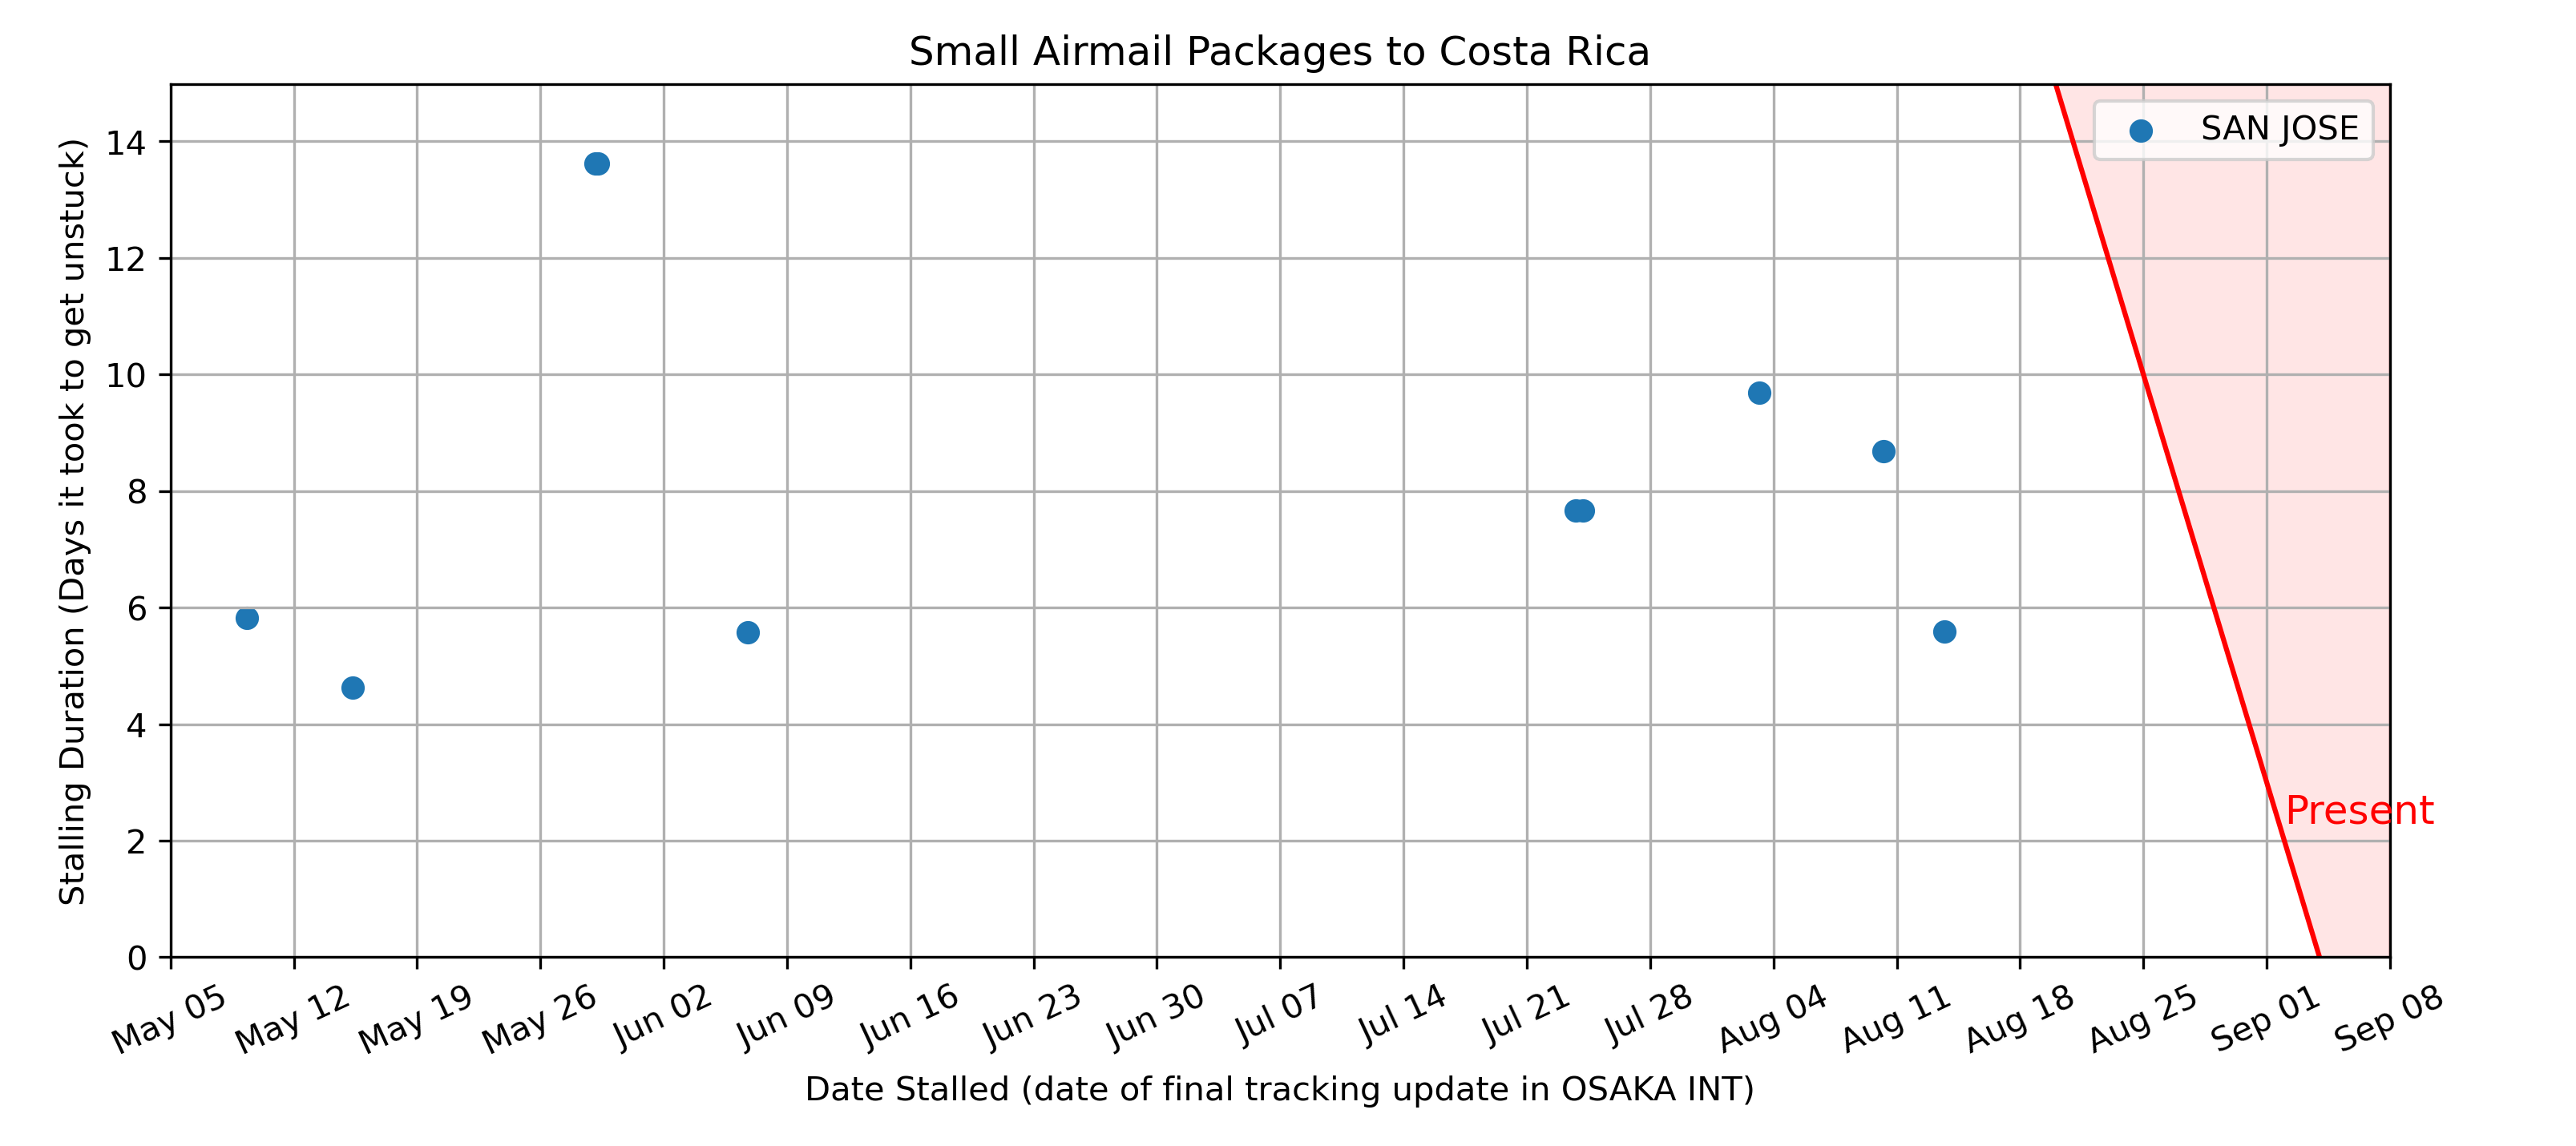 Small Airmail Packages to Costa Rica
SAN JOSE
Stalling Duration (Days it took to get unstuck)
14
12
10
8
6
4
2
0
Present
May 05
May 12
May 19
May 26
Jun 02
Jun 09
Jun 16
Jun 23
Jun 30
Jul 07
Jul 14
Jul 21
Jul 28
Aug 04
Aug 11
Aug 18
Aug 25
Sep 01
Sep 08
Date Stalled (date of final tracking update in OSAKA INT)